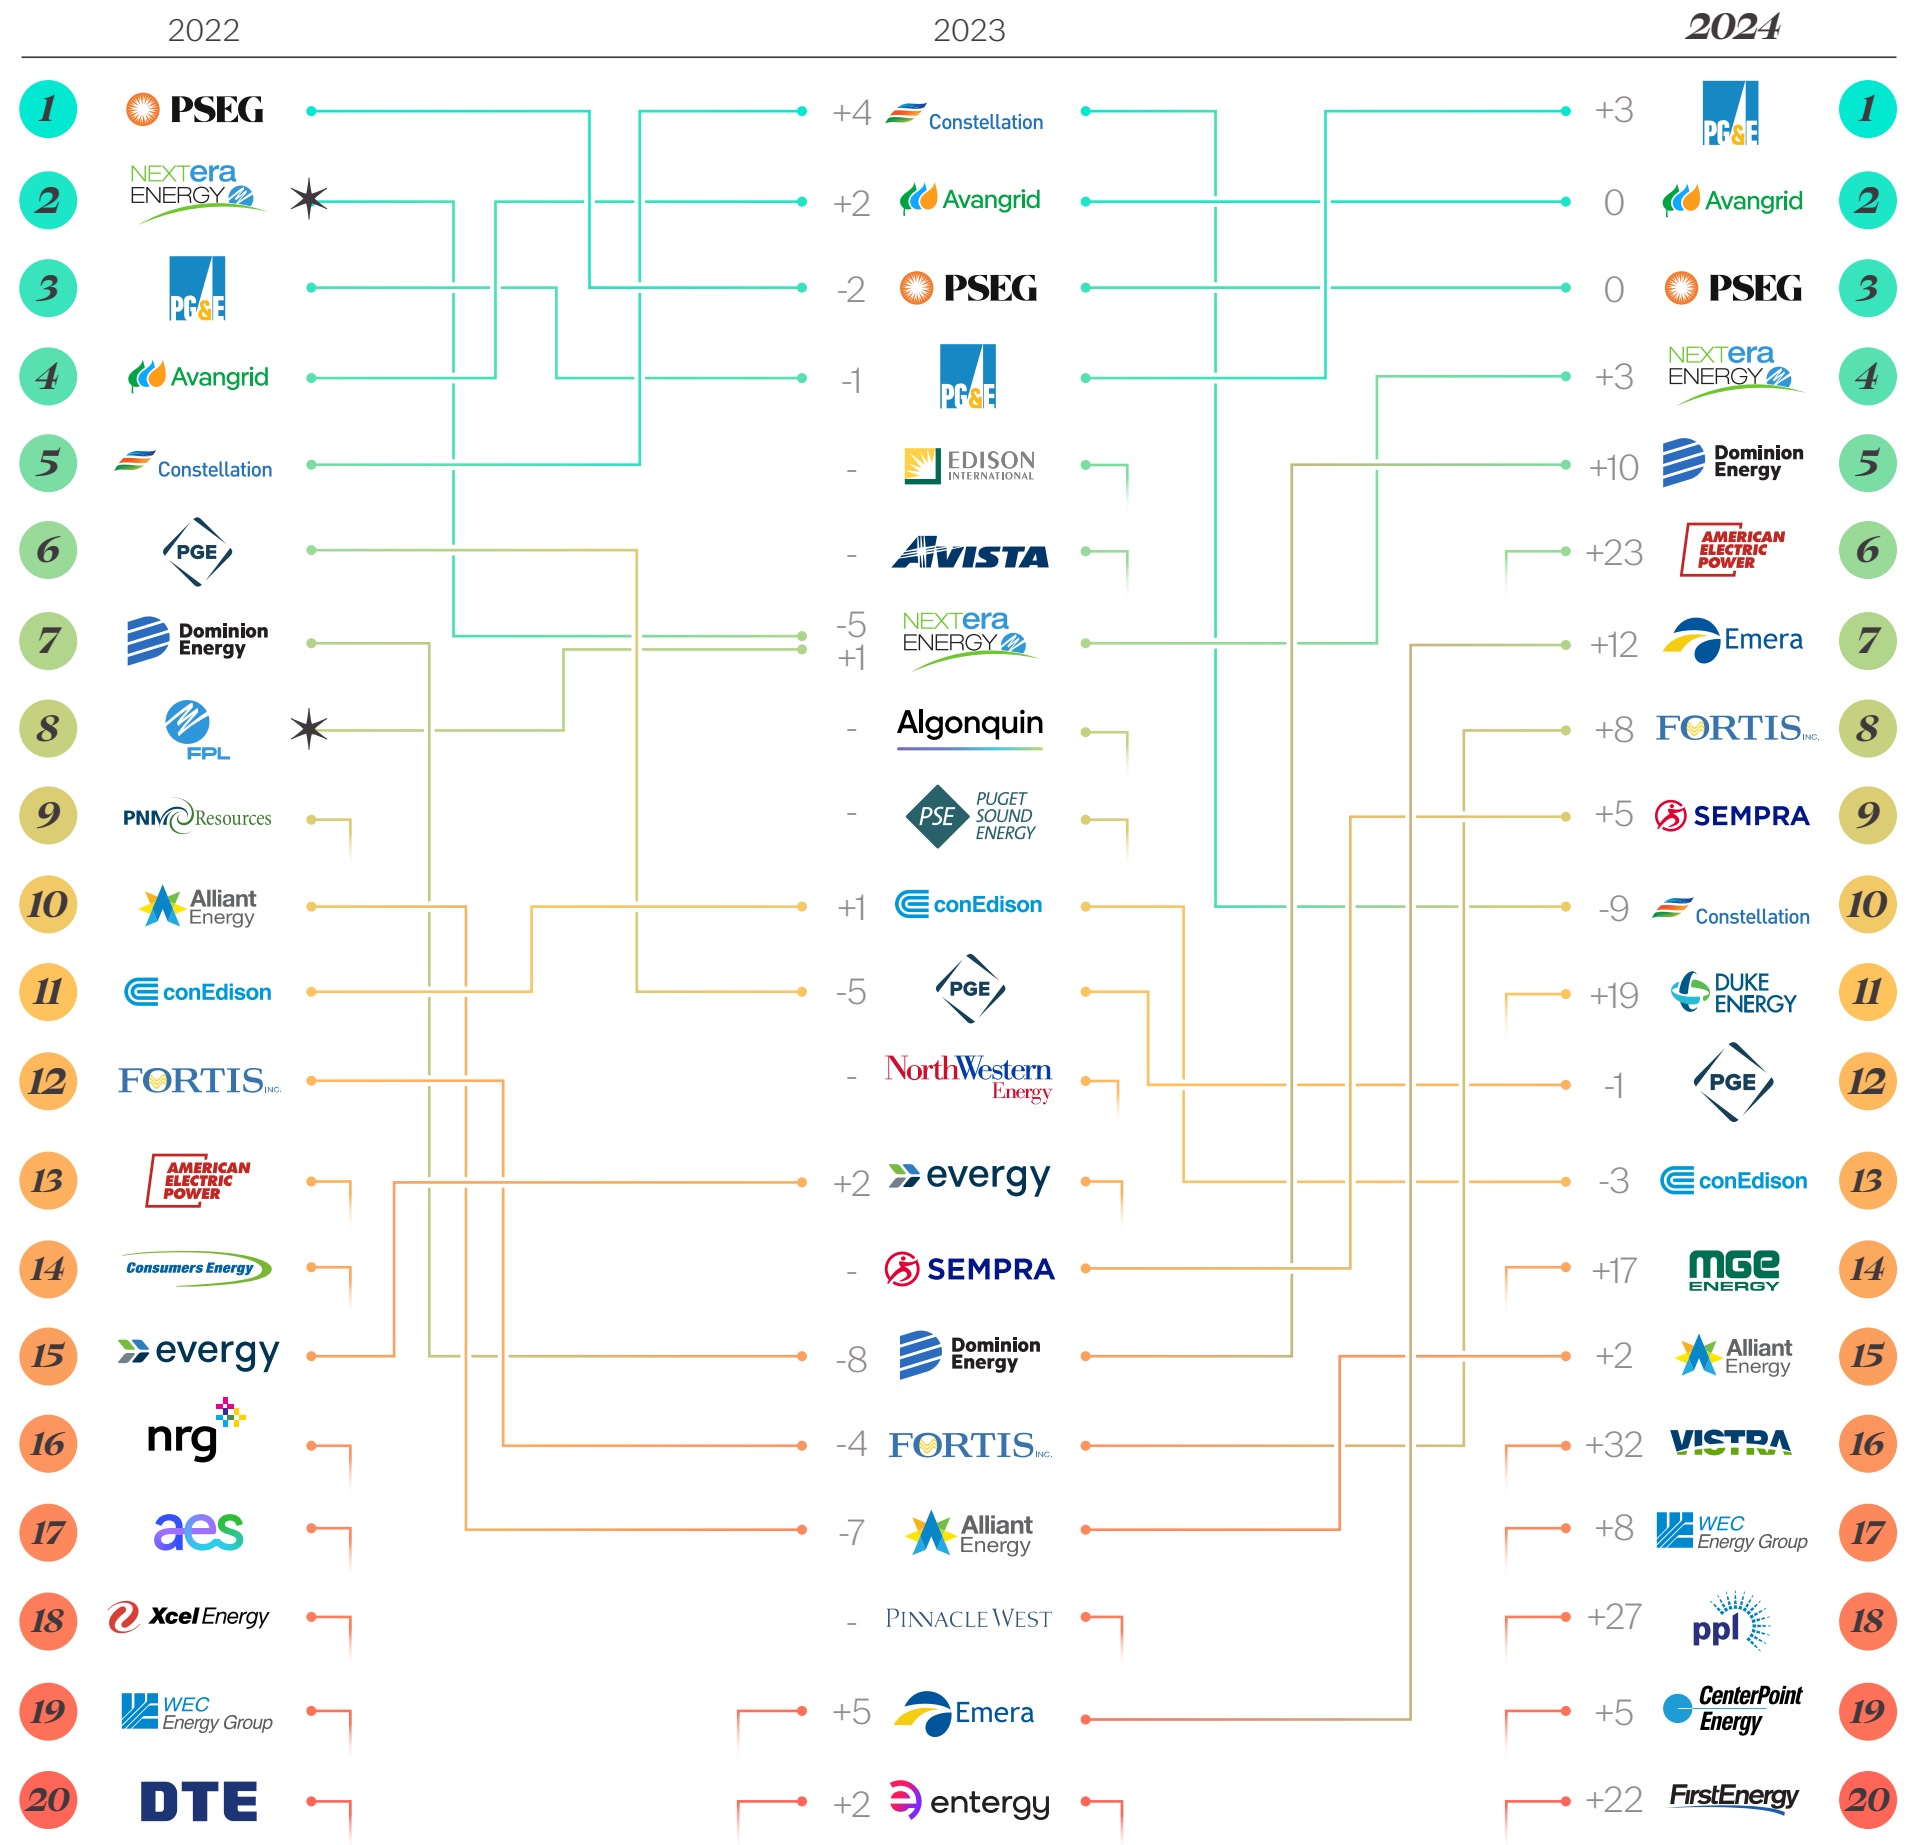 2022 2023 2024
1 PSEG +4 Constellation +3 PG&E 1
2 NEXTera ENERGY +2 Avangrid 0 Avangrid 2
3 PG&E -2 PSEG 0 PSEG 3
4 Avangrid -1 PG&E +3 NEXTera ENERGY 4
5 Constellation - EDISON INTERNATIONAL +10 Dominion Energy 5
6 PGE - AVISTA +23 AMERICAN ELECTRIC POWER 6
7 Dominion Energy -5 +1 NEXTera ENERGY +12 Emera 7
8 FPL - Algonquin +8 FORTIS INC. 8
9 PNM Resources - PSE PUGET SOUND ENERGY +5 SEMPRA 9
10 Alliant Energy +1 conEdison -9 Constellation 10
11 conEdison -5 PGE +19 DUKE ENERGY 11
12 FORTIS INC. - NorthWestern Energy -1 PGE 12
13 AMERICAN ELECTRIC POWER +2 evergy -3 conEdison 13
14 Consumers Energy - SEMPRA +17 mGe ENERGY 14
15 evergy -8 Dominion Energy +2 Alliant Energy 15
16 nrg -4 FORTIS INC. +32 VISTRA 16
17 aes -7 Alliant Energy +8 WEC Energy Group 17
18 Xcel Energy - PINNACLE WEST +27 ppl 18
19 WEC Energy Group +5 Emera +5 CenterPoint Energy 19
20 DTE +2 entergy +22 FirstEnergy 20